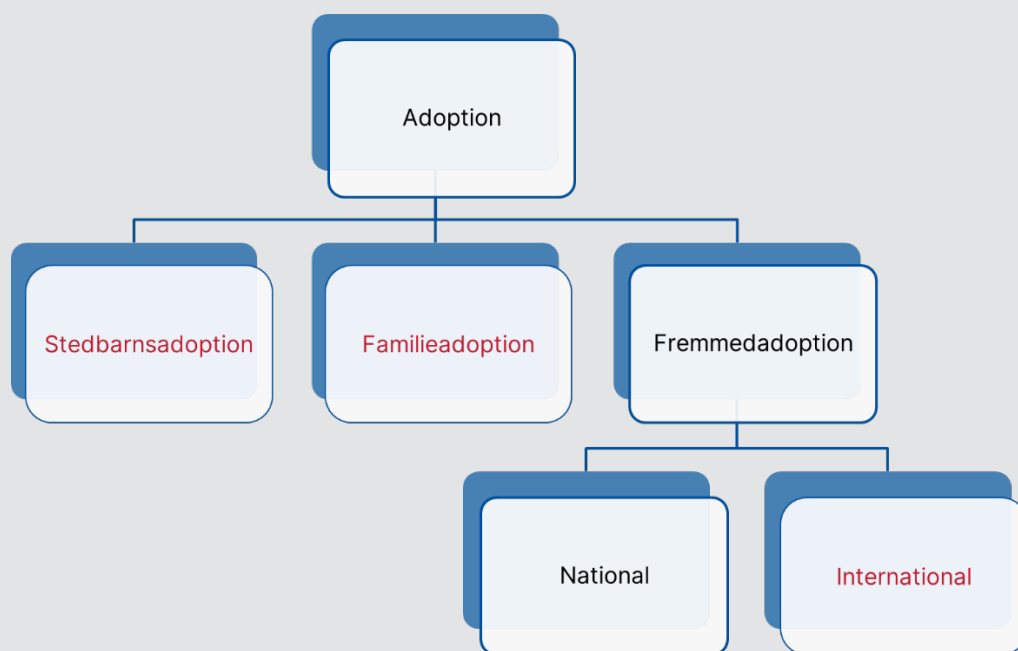 Adoption
Stedbarnsadoption
Familieadoption
Fremmedadoption
National
International